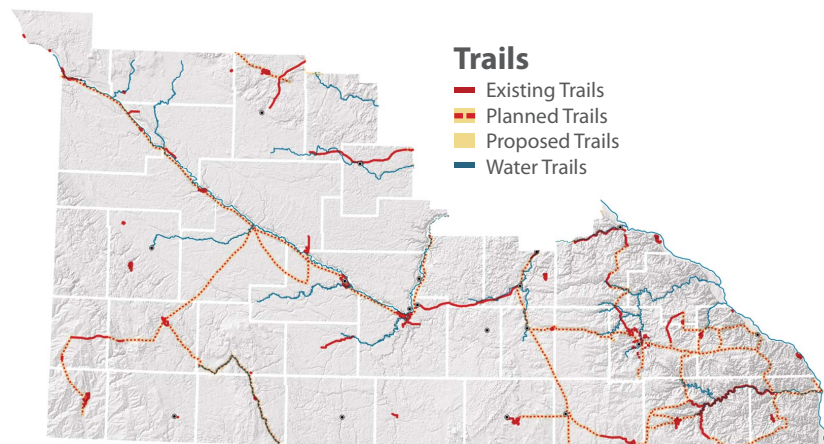 Trails
Existing Trails
Planned Trails
Proposed Trails
Water Trails